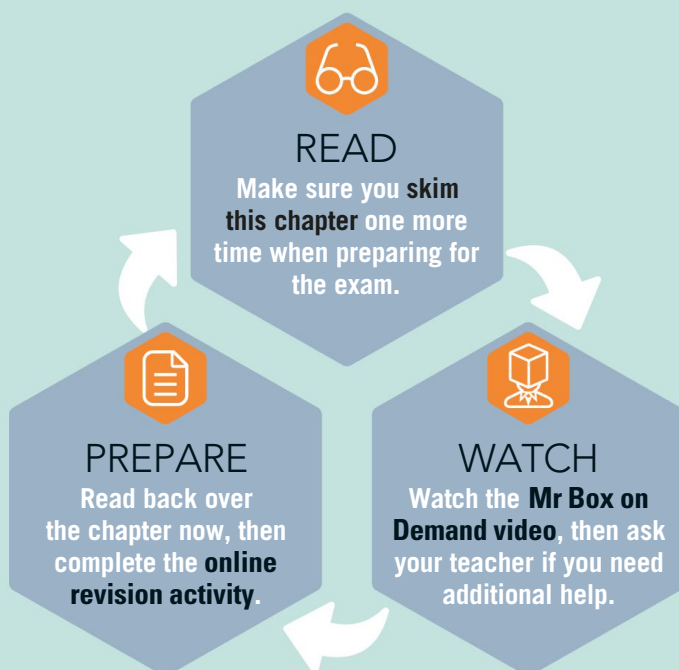 READ
Make sure you skim
this chapter one more
time when preparing for
the exam.
WATCH
Watch the Mr Box on
Demand video, then ask
your teacher if you need
additional help.
PREPARE
Read back over
the chapter now, then
complete the online
revision activity.